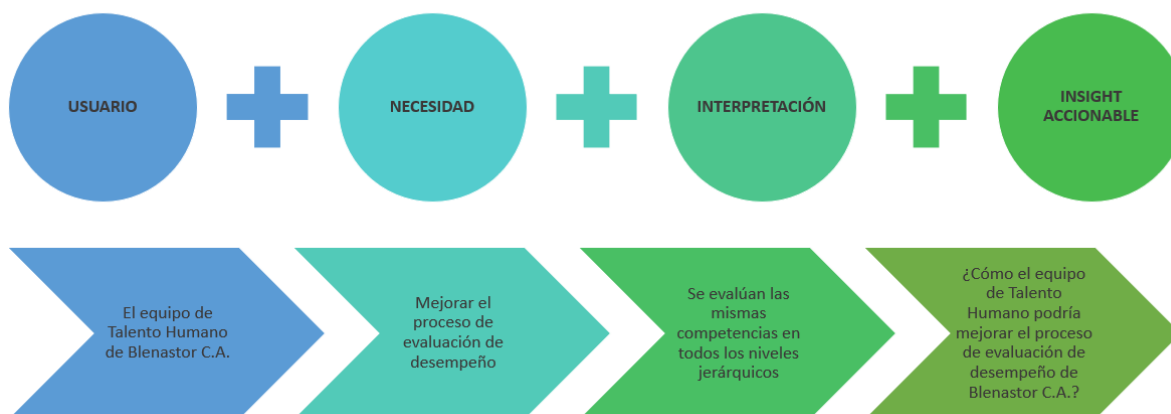 USUARIO
NECESIDAD
INTERPRETACIÓN
INSIGHT
ACCIONABLE
El equipo de
Talento Humano
de Blenastor C.A.
Mejorar el
proceso de
evaluación de
desempeño
Se evalúan las
mismas
competencias en
todos los niveles
jerárquicos
¿Cómo el equipo
de Talento
Humano podría
mejorar el proceso
de evaluación de
desempeño de
Blenastor C.A.?